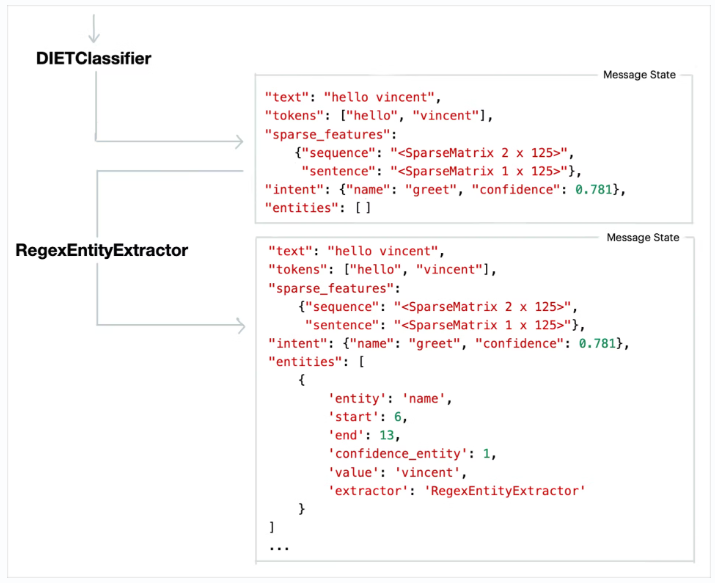 DIETClassifier
Message State
"text": "hello vincent",
"tokens": ["hello", "vincent"],
"sparse_features":
{"sequence": "<SparseMatrix 2 x 125>",
"sentence": "<SparseMatrix 1 x 125>"},
"intent": {"name": "greet", "confidence": 0.781},
"entities": []
RegexEntityExtractor
Message State
"text": "hello vincent",
"tokens": ["hello", "vincent"],
"sparse_features":
{"sequence": "<SparseMatrix 2 x 125>",
"sentence": "<SparseMatrix 1 x 125>"},
"intent": {"name": "greet", "confidence": 0.781},
"entities": [
{
'entity': 'name',
'start': 6,
'end': 13,
'confidence_entity': 1,
'value': 'vincent',
'extractor': 'RegexEntityExtractor'
}
]
...